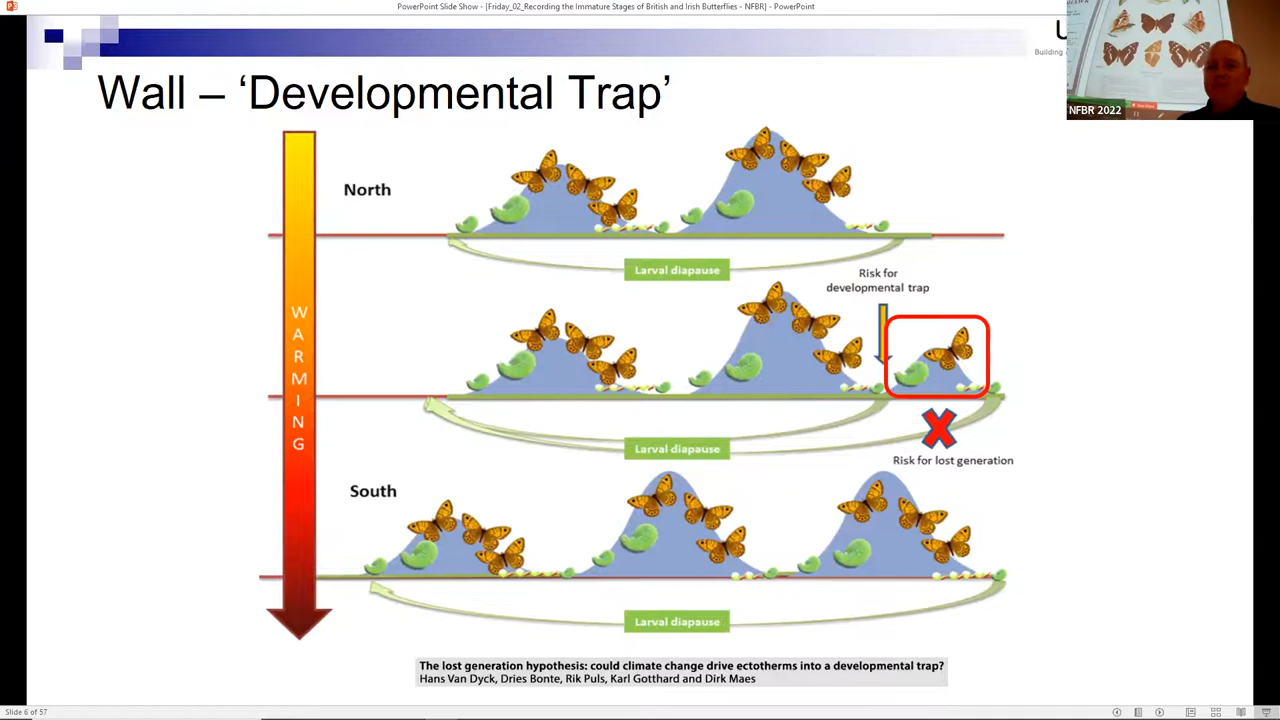 PowerPoint Slide Show - [Friday_02_Recording the Immature Stages of British and Irish Butterflies - NFBR] - PowerPoint
U
Building
NFBR 2022
Wall – ‘Developmental Trap’
North
Larval diapause
Risk for
developmental trap
WARMING
Larval diapause
Risk for lost generation
South
Larval diapause
The lost generation hypothesis: could climate change drive ectotherms into a developmental trap?
Hans Van Dyck, Dries Bonte, Rik Puls, Karl Gotthard and Dirk Maes
Slide 6 of 57